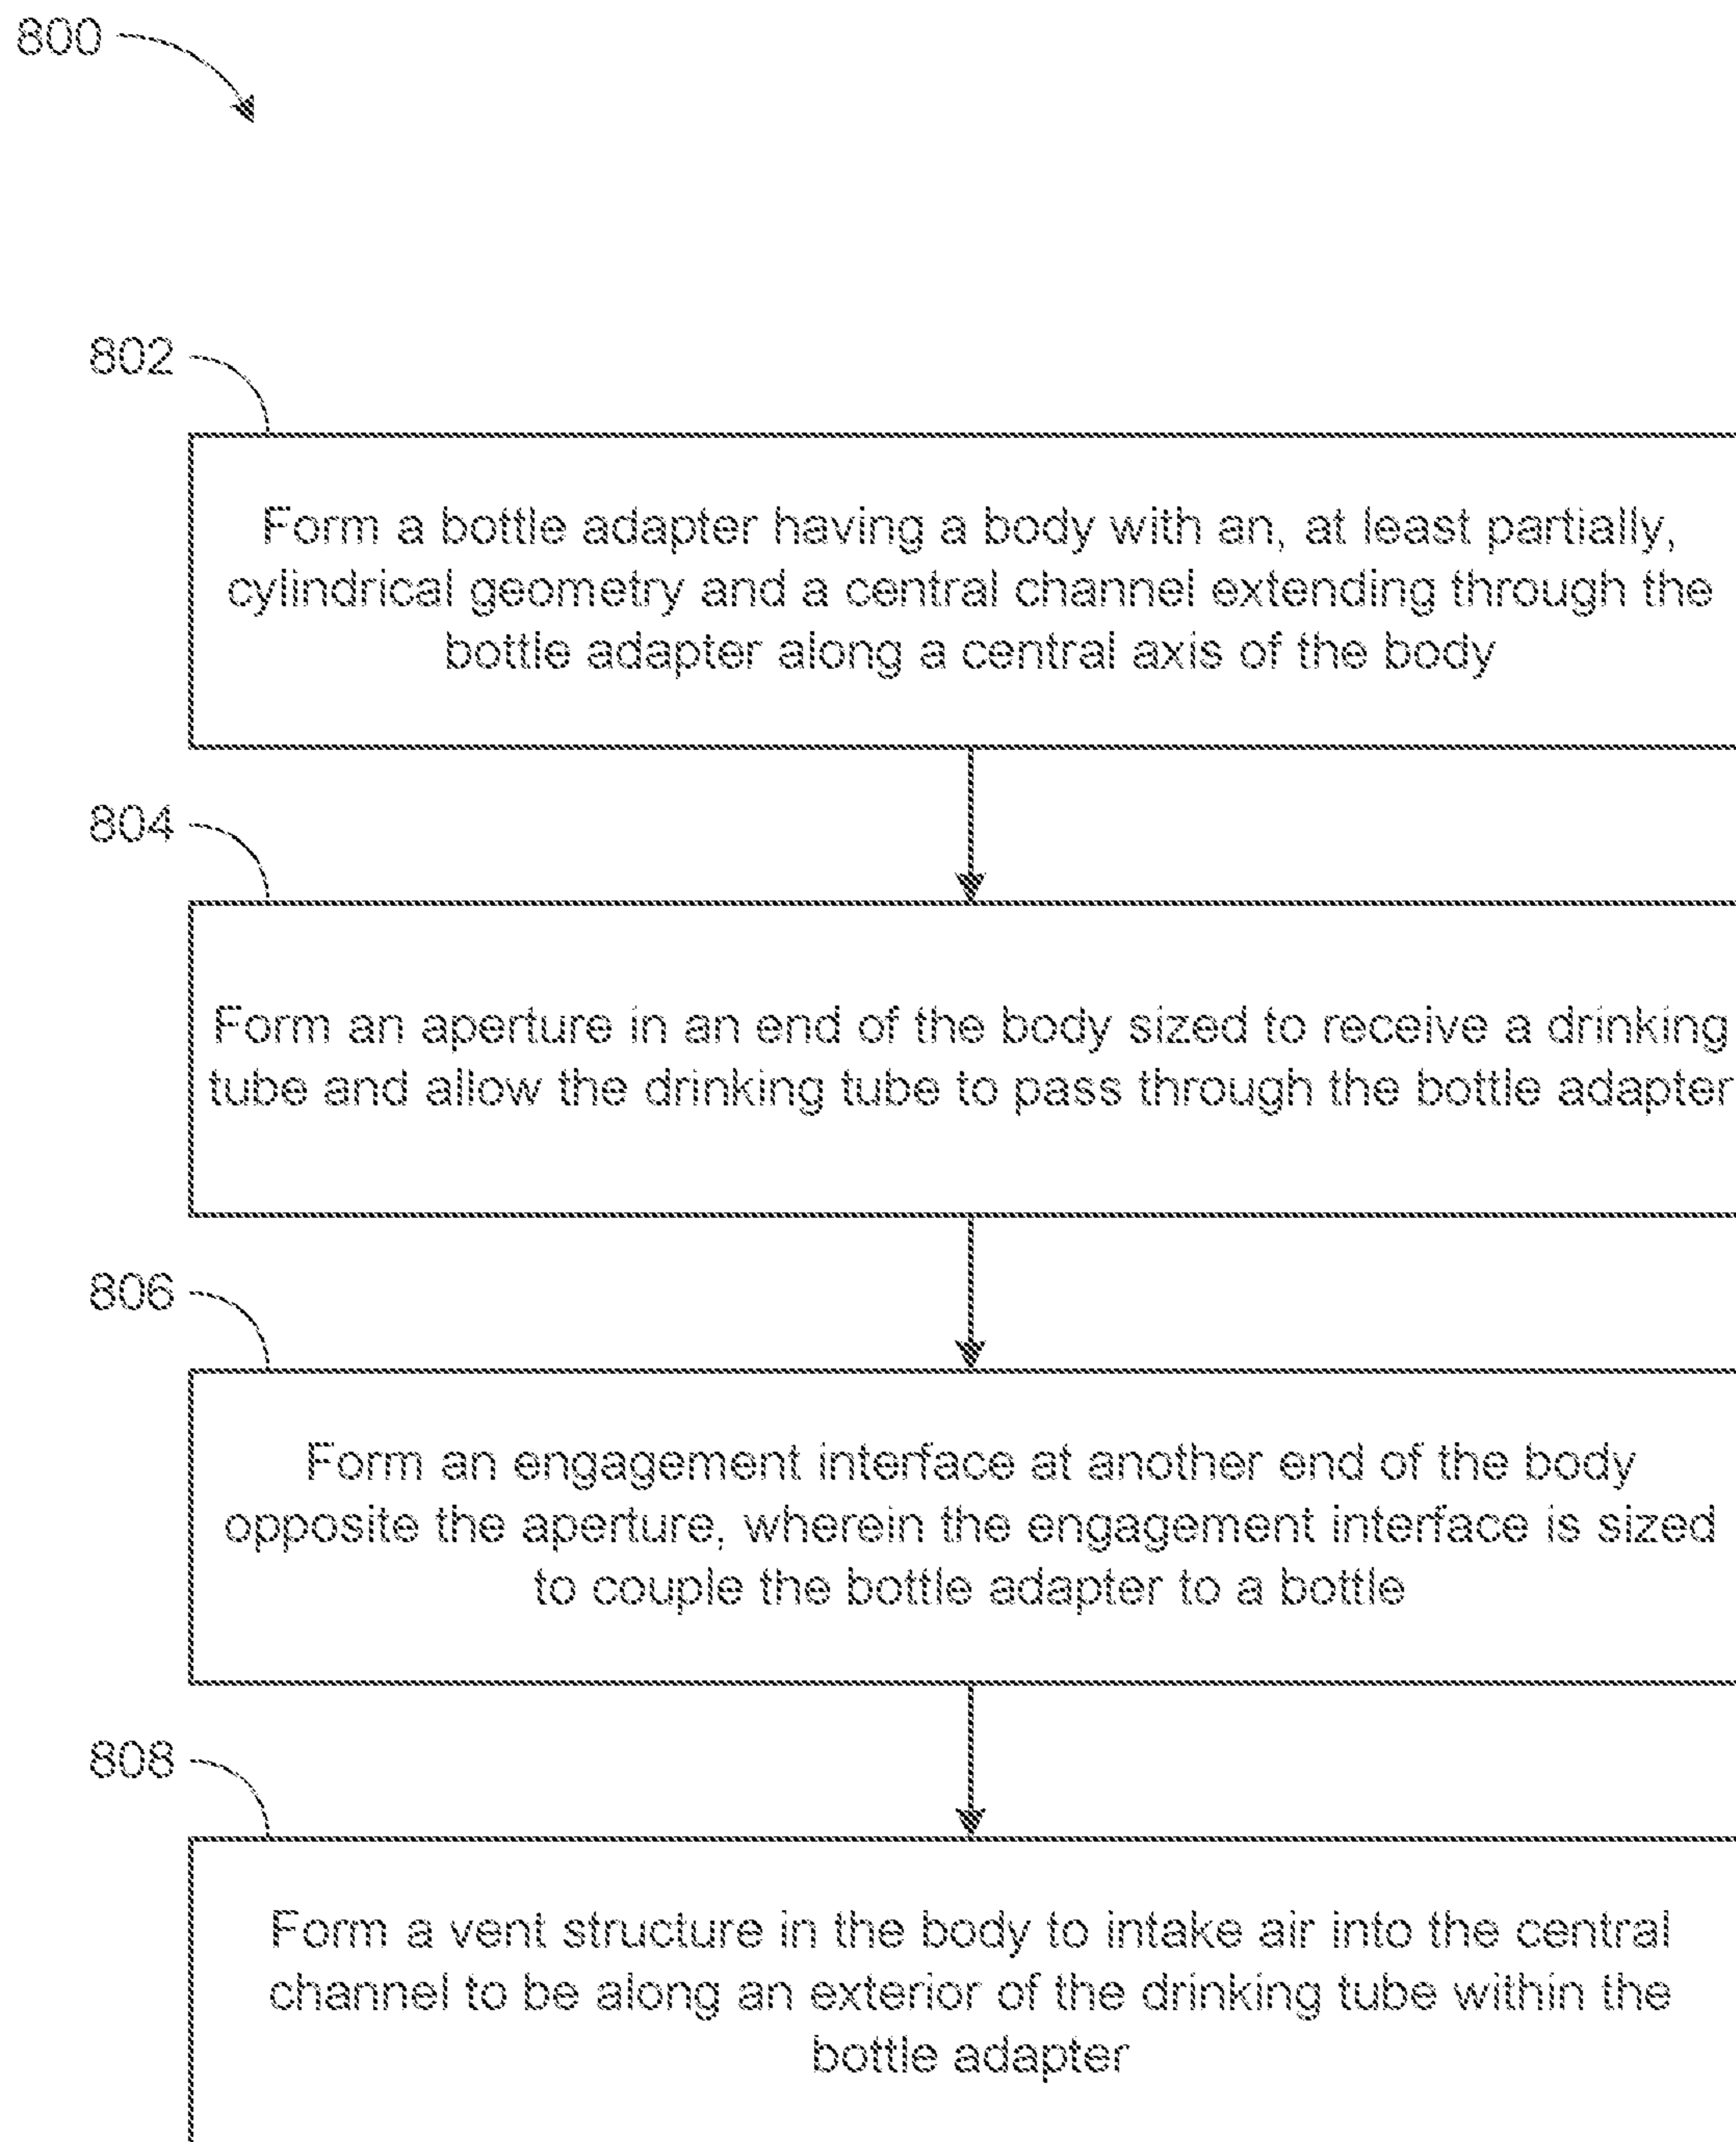 800
802
Form a bottle adapter having a body with an, at least partially,
cylindrical geometry and a central channel extending through the
bottle adapter along a central axis of the body
804
Form an aperture in an end of the body sized to receive a drinking
tube and allow the drinking tube to pass through the bottle adapter
806
Form an engagement interface at another end of the body
opposite the aperture, wherein the engagement interface is sized
to couple the bottle adapter to a bottle
808
Form a vent structure in the body to intake air into the central
channel to be along an exterior of the drinking tube within the
bottle adapter